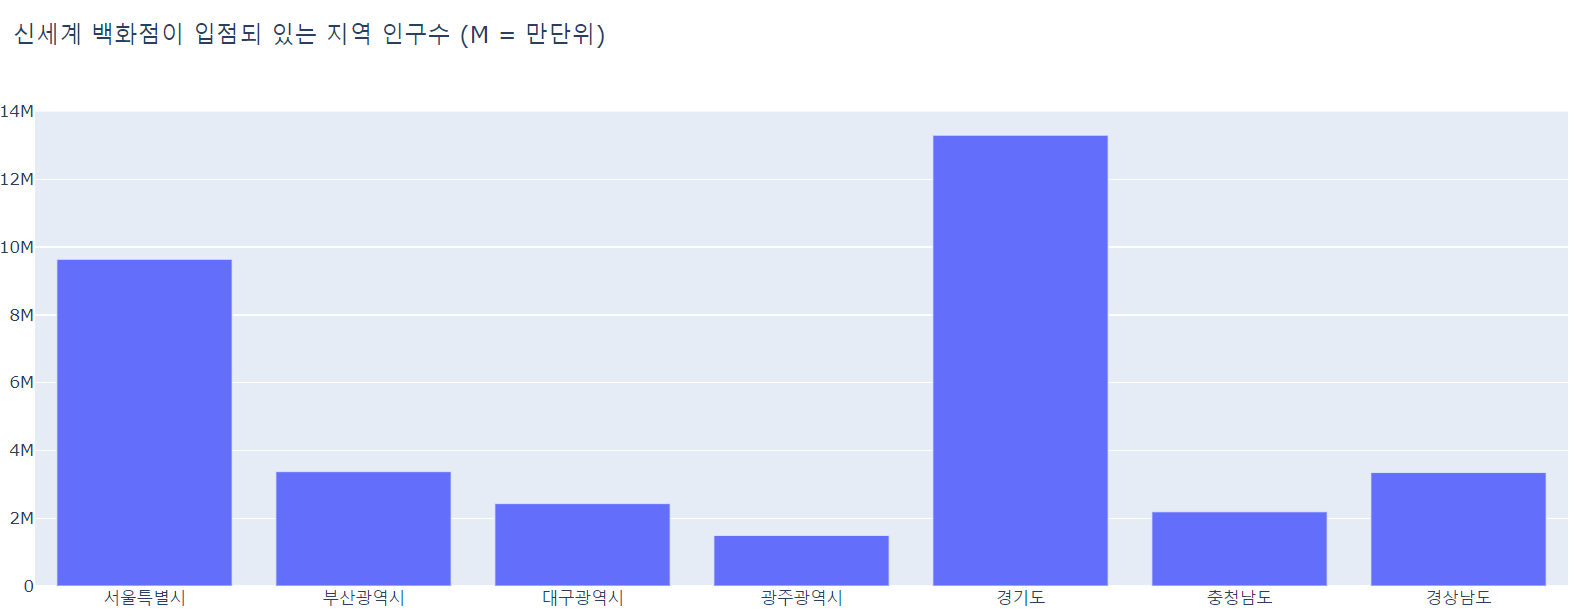 신세계 백화점이 입점되 있는 지역 인구수 (M = 만단위)
14M
12M
10M
8M
6M
4M
2M
0
서울특별시 부산광역시 대구광역시 광주광역시 경기도 충청남도 경상남도